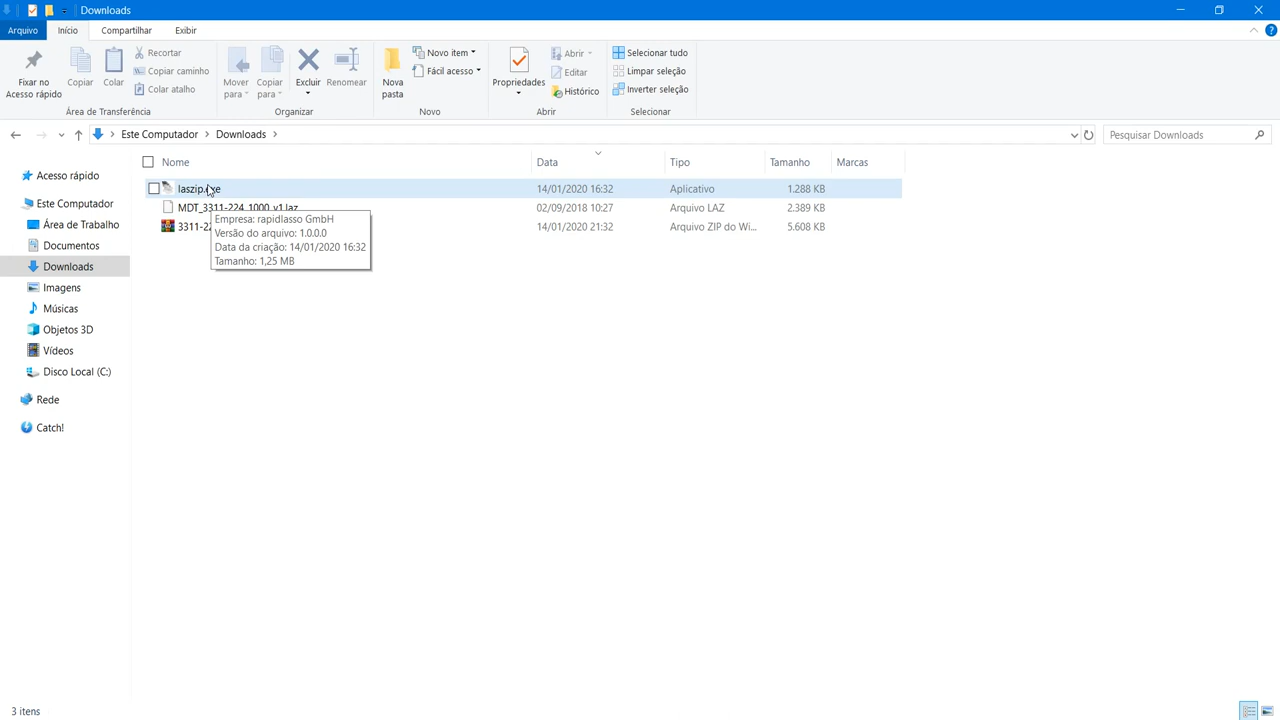 Downloads
Arquivo
Início
Compartilhar
Exibir
Fixar no
Acesso rápido
Copiar
Colar
Recortar
Copiar caminho
Colar atalho
Área de Transferência
Mover
para
Copiar
para
Excluir
Renomear
Organizar
Nova
pasta
Novo item
Fácil acesso
Novo
Propriedades
Abrir
Editar
Histórico
Abrir
Selecionar tudo
Limpar seleção
Inverter seleção
Selecionar
Este Computador
Downloads
Pesquisar Downloads
Nome
Data
Tipo
Tamanho
Marcas
laszip.exe
14/01/2020 16:32
Aplicativo
1.288 KB
MDT_3311-224_1000_v1.laz
02/09/2018 10:27
Arquivo LAZ
2.389 KB
3311-22
14/01/2020 21:32
Arquivo ZIP do Wi...
5.608 KB
Empresa: rapidlasso GmbH
Versão do arquivo: 1.0.0.0
Data da criação: 14/01/2020 16:32
Tamanho: 1,25 MB
Acesso rápido
Este Computador
Área de Trabalho
Documentos
Downloads
Imagens
Músicas
Objetos 3D
Vídeos
Disco Local (C:)
Rede
Catch!
3 itens